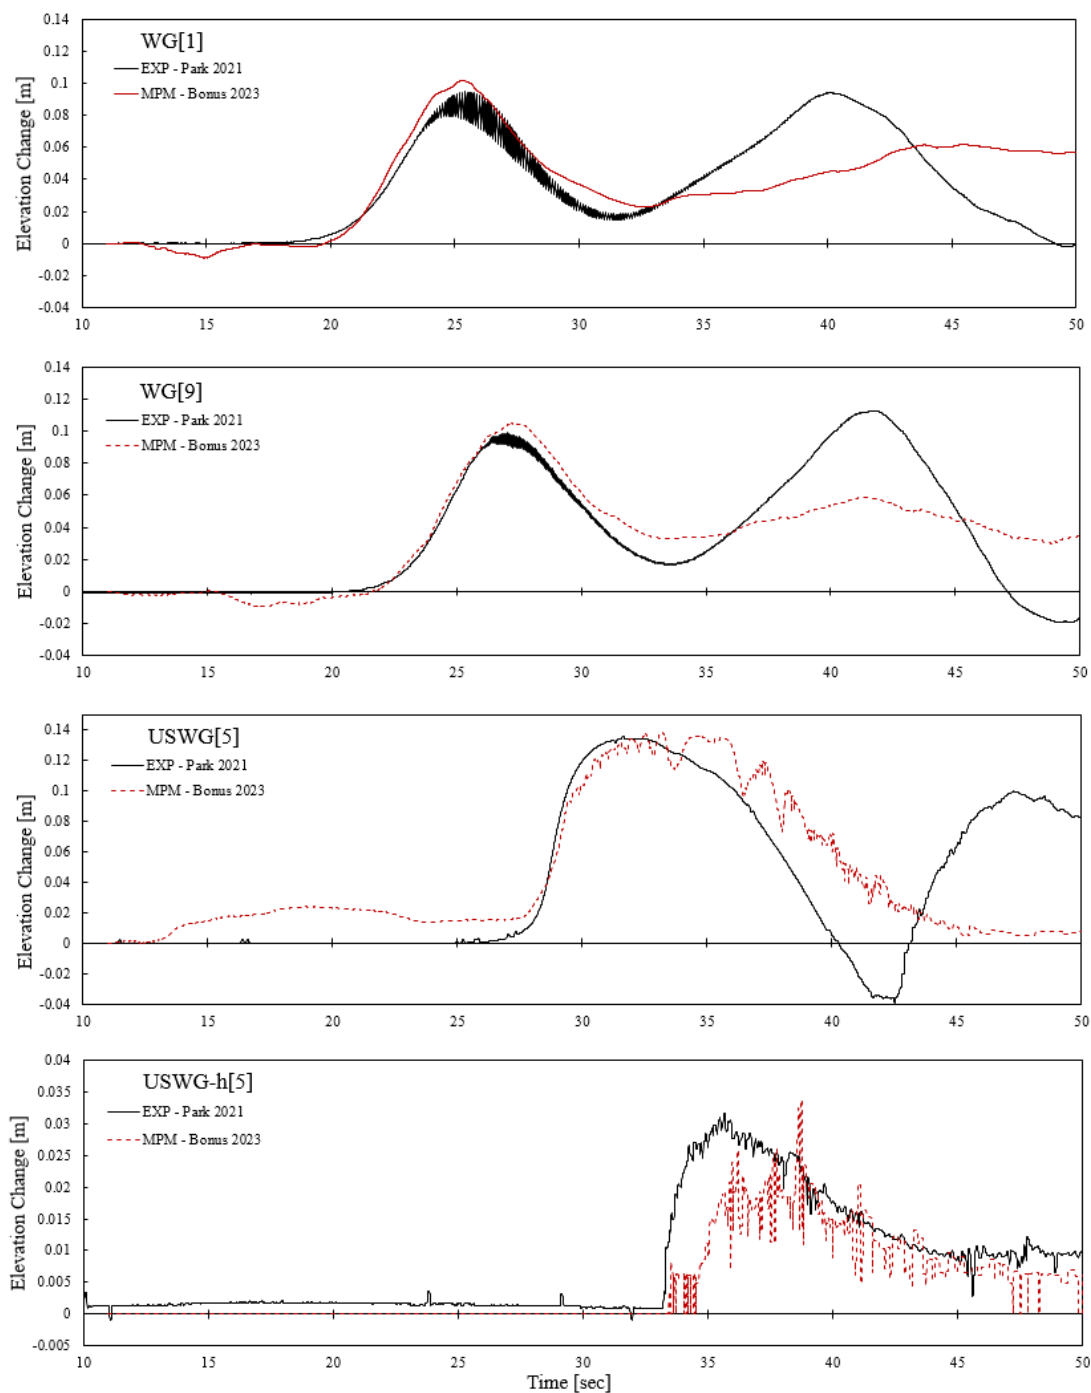 WG[1]
EXP - Park 2021
MPM - Bonus 2023
Elevation Change [m]
0.14
0.12
0.1
0.08
0.06
0.04
0.02
0
-0.02
-0.04
10 15 20 25 30 35 40 45 50
WG[9]
EXP - Park 2021
MPM - Bonus 2023
Elevation Change [m]
0.14
0.12
0.1
0.08
0.06
0.04
0.02
0
-0.02
-0.04
10 15 20 25 30 35 40 45 50
USWG[5]
EXP - Park 2021
MPM - Bonus 2023
Elevation Change [m]
0.14
0.12
0.1
0.08
0.06
0.04
0.02
0
-0.02
-0.04
10 15 20 25 30 35 40 45 50
USWG-h[5]
EXP - Park 2021
MPM - Bonus 2023
Elevation Change [m]
0.04
0.035
0.03
0.025
0.02
0.015
0.01
0.005
0
-0.005
10 15 20 25 30 35 40 45 50
Time [sec]